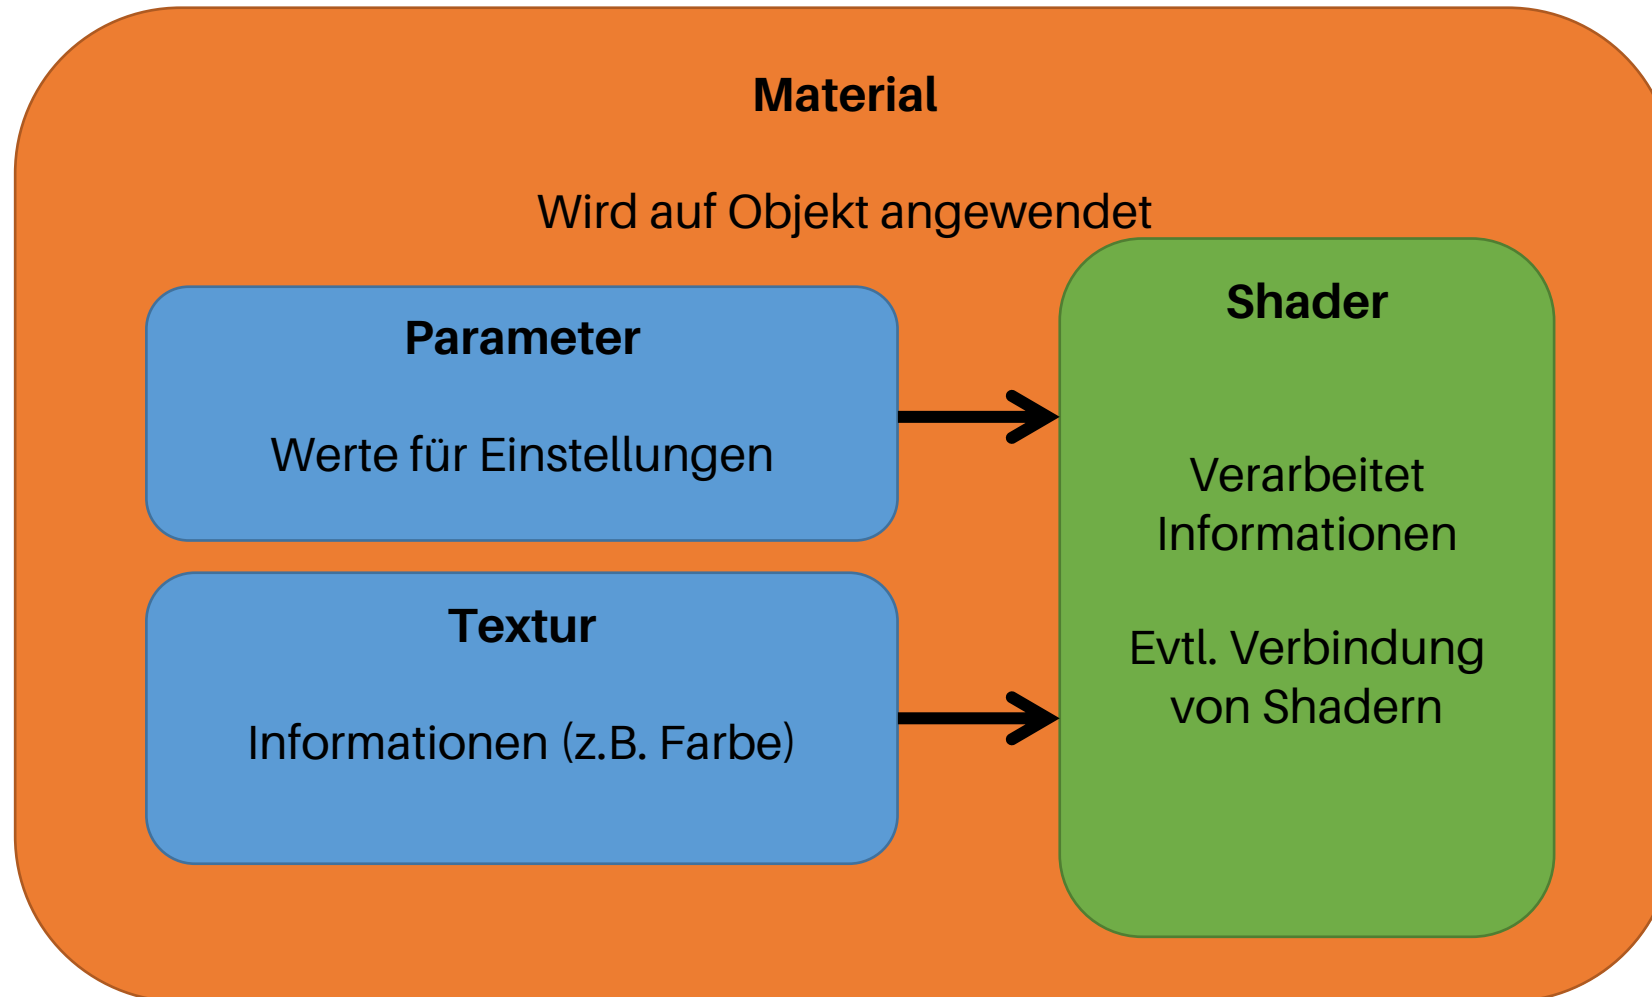 Material
Wird auf Objekt angewendet
Parameter
Werte für Einstellungen
Textur
Informationen (z.B. Farbe)
Shader
Verarbeitet
Informationen
Evtl. Verbindung
von Shadern